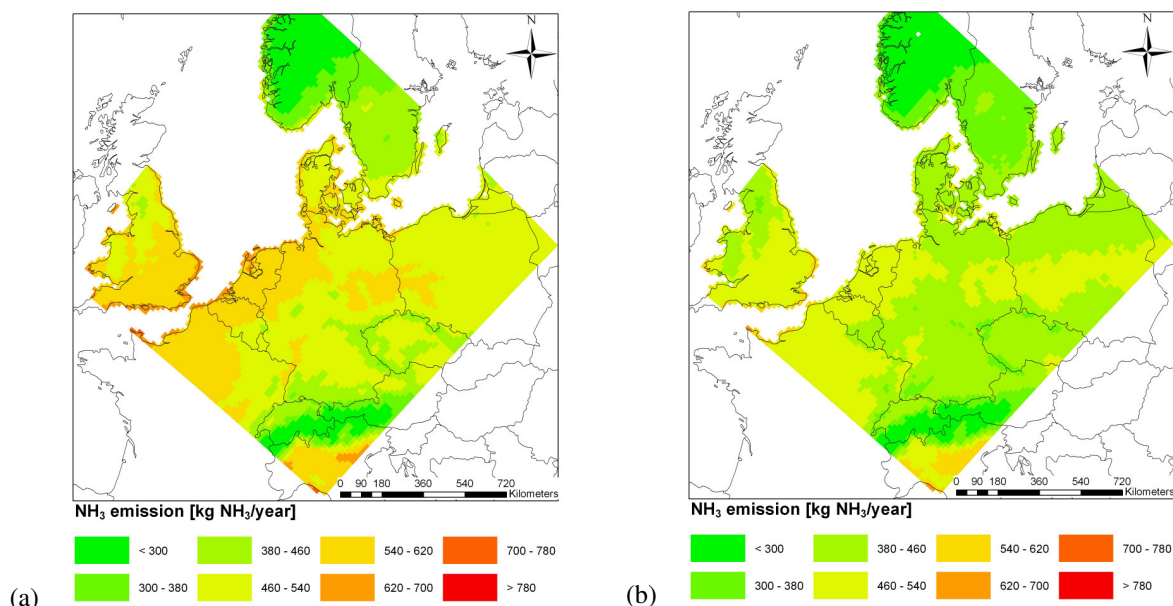 N
0 90 180 360 540 720
Kilometers
NH₃ emission [kg NH₃/year]
< 300 380 - 460 540 - 620 700 - 780
300 - 380 460 - 540 620 - 700 > 780
(a)
N
0 90 180 360 540 720
Kilometers
NH₃ emission [kg NH₃/year]
< 300 380 - 460 540 - 620 700 - 780
300 - 380 460 - 540 620 - 700 > 780
(b)